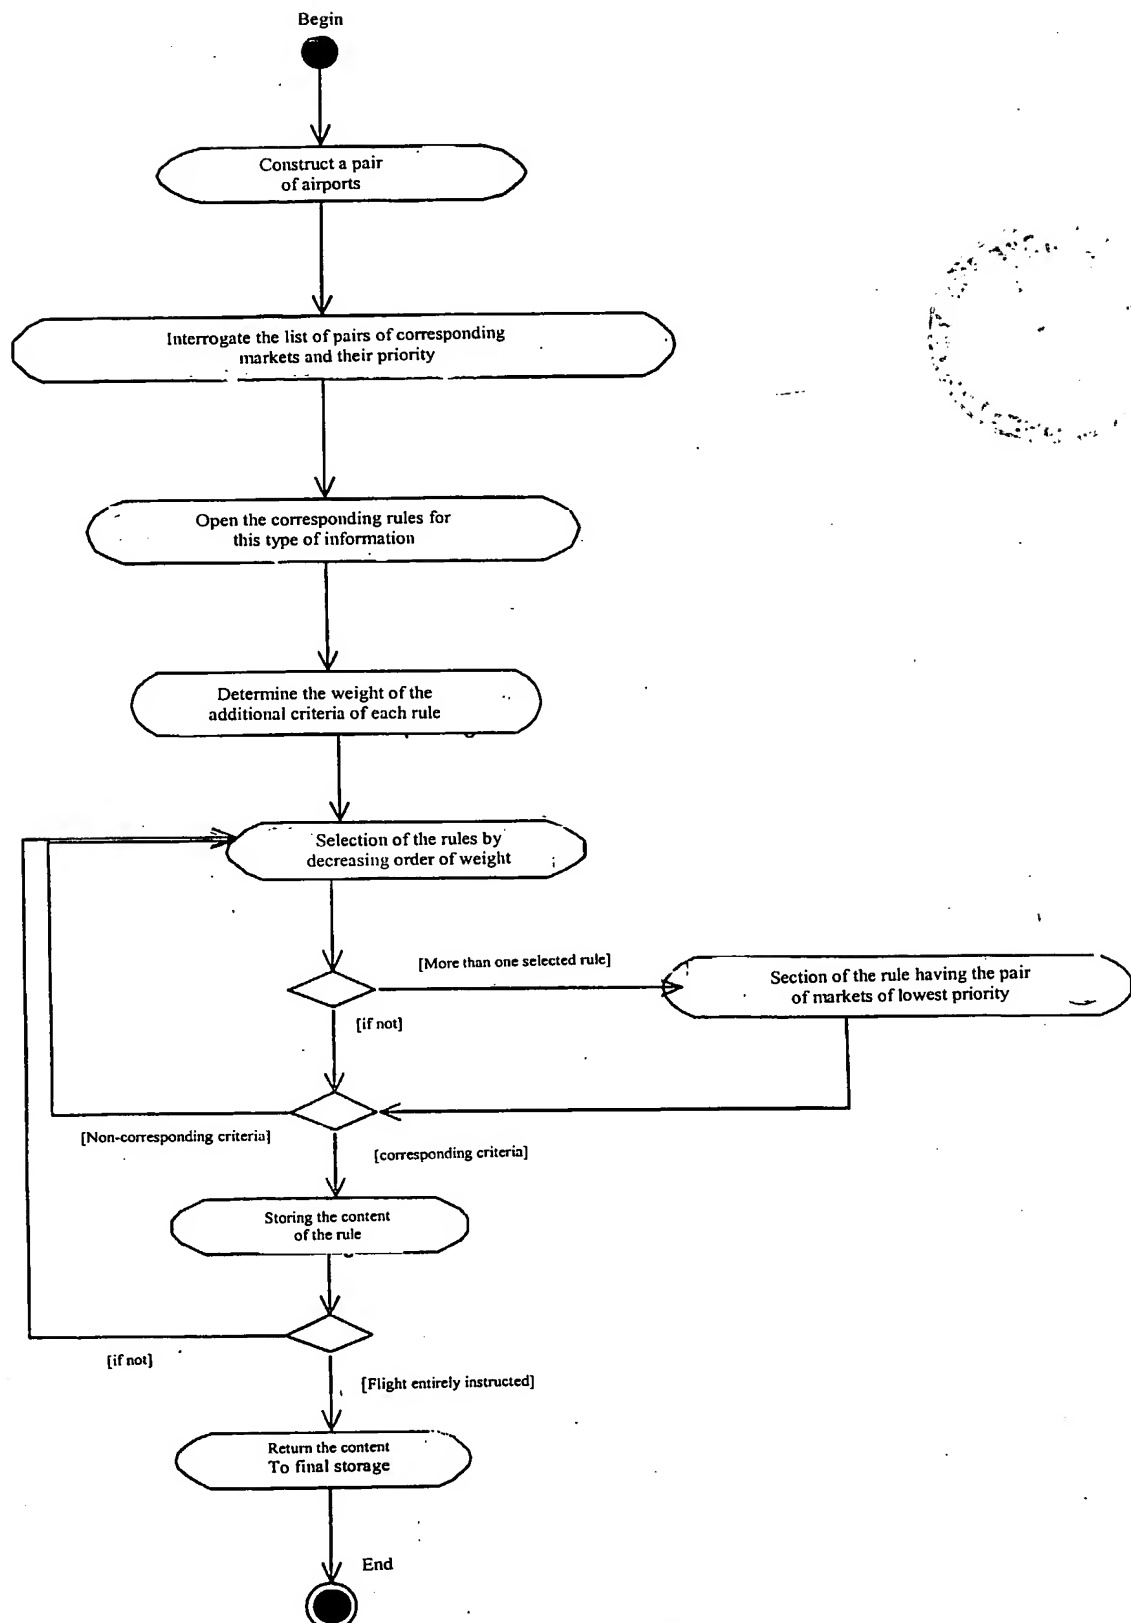 Begin
Construct a pair
of airports
Interrogate the list of pairs of corresponding
markets and their priority
Open the corresponding rules for
this type of information
Determine the weight of the
additional criteria of each rule
Selection of the rules by
decreasing order of weight
[More than one selected rule]
Section of the rule having the pair
of markets of lowest priority
[if not]
[Non-corresponding criteria]
[corresponding criteria]
Storing the content
of the rule
[if not]
[Flight entirely instructed]
Return the content
To final storage
End